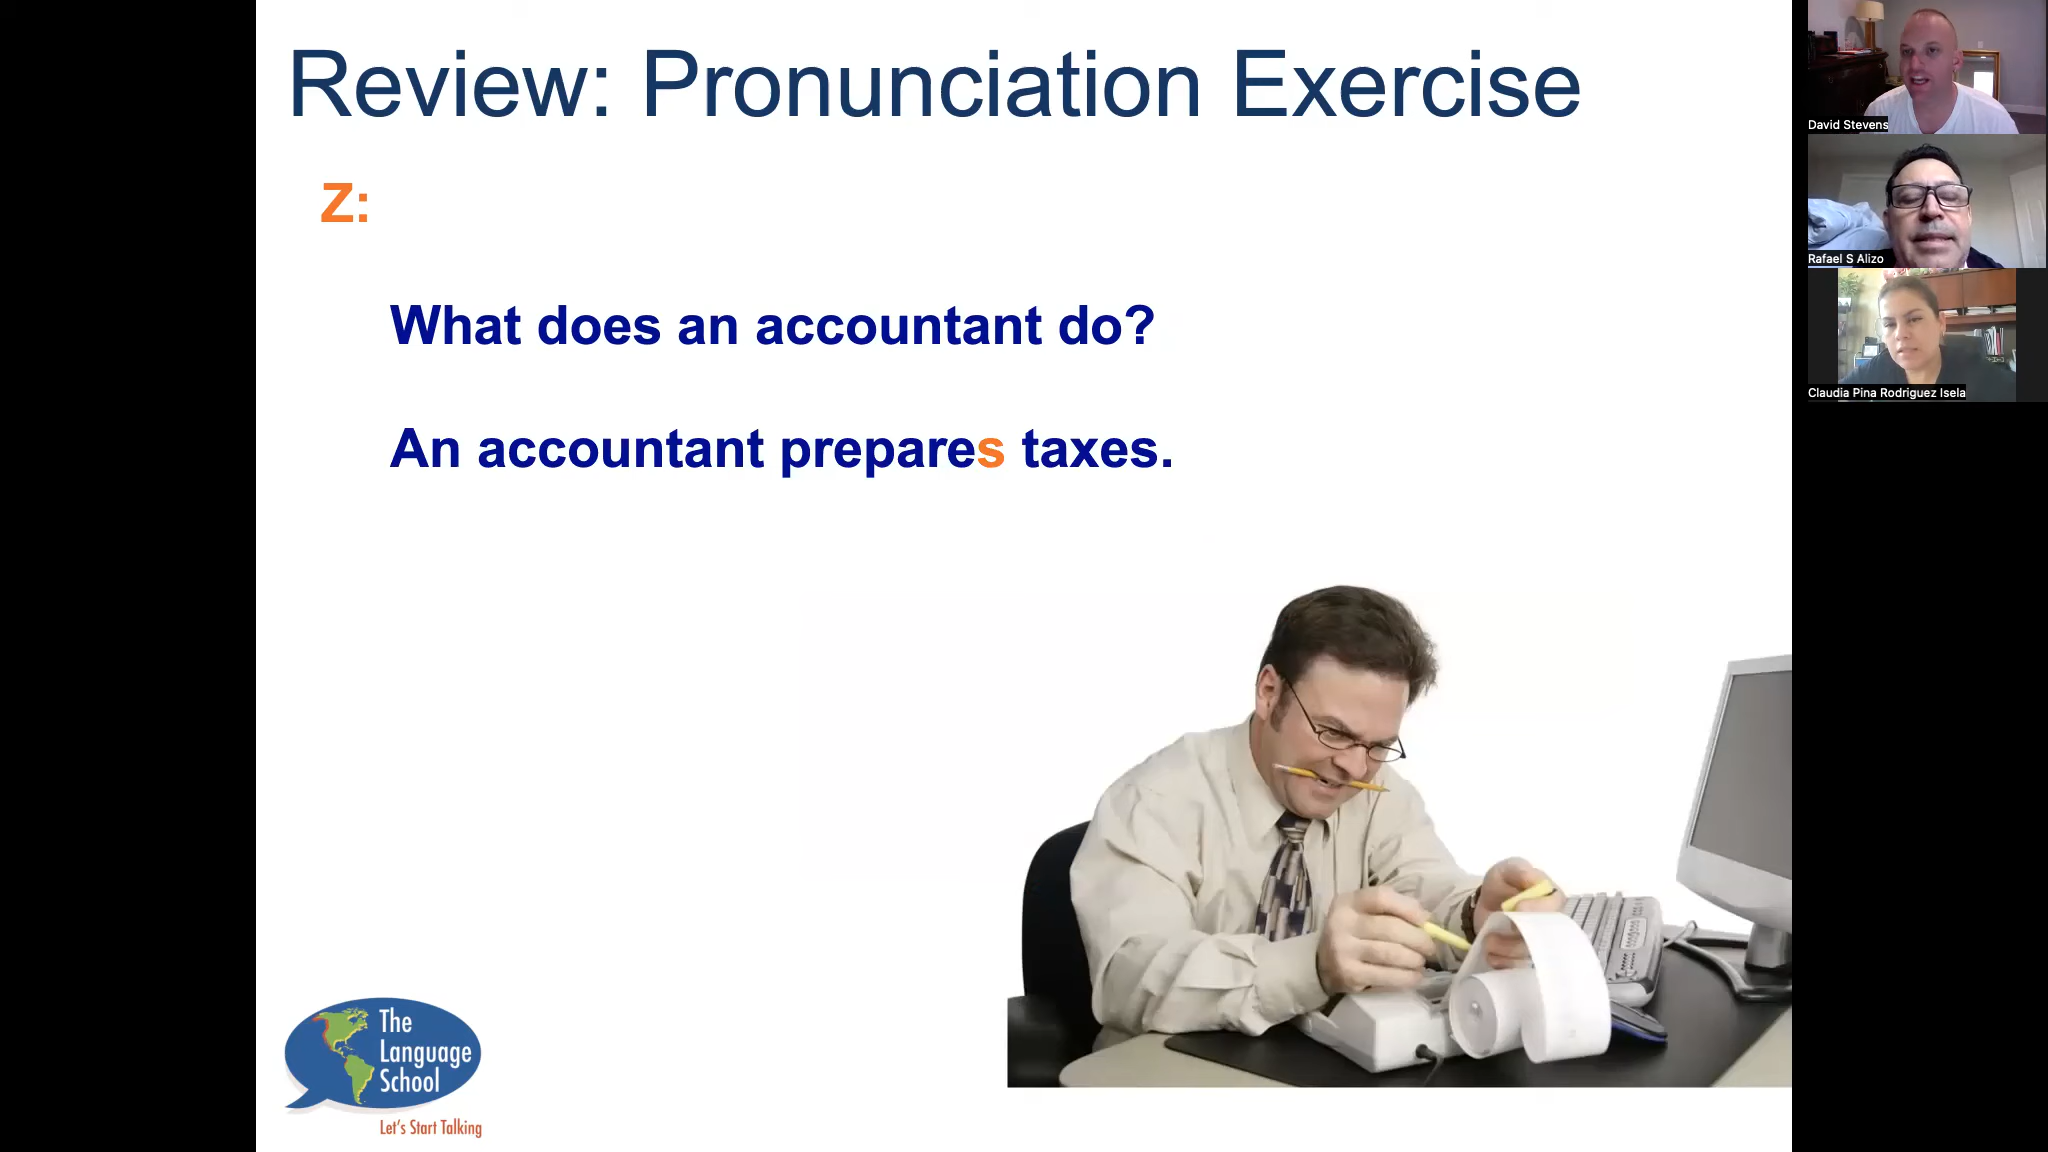 Review: Pronunciation Exercise
Z:
What does an accountant do?
An accountant prepares taxes.
The
Language
School
Let's Start Talking
David Stevens
Rafael S Alizo
Claudia Pina Rodriguez Isela